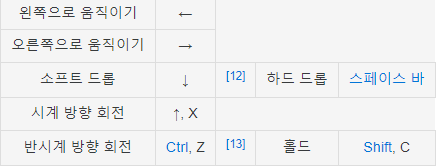 왼쪽으로 움직이기 ←
오른쪽으로 움직이기 →
소프트 드롭 ↓ [12] 하드 드롭 스페이스 바
시계 방향 회전 ↑, X
반시계 방향 회전 Ctrl, Z [13] 홀드 Shift, C